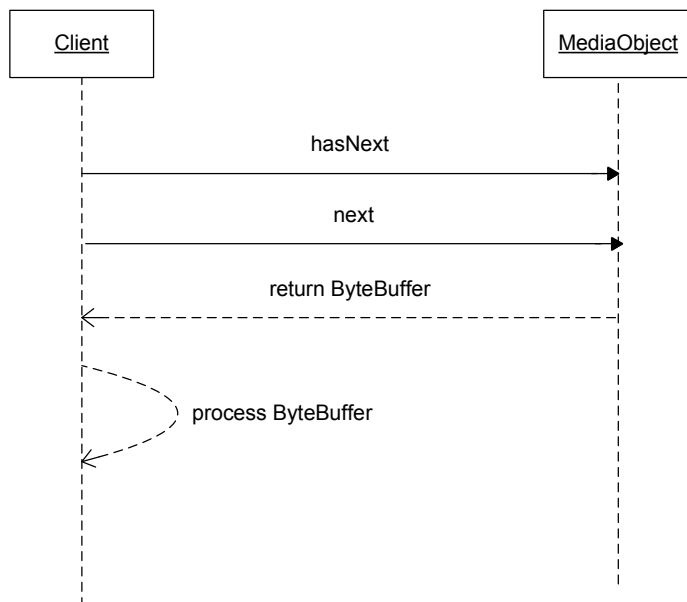 Client
MediaObject
hasNext
next
return ByteBuffer
process ByteBuffer